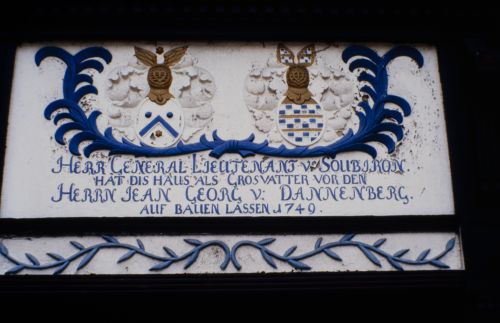 HERR GENERAL LIEUTENANT V: SOUBIRON.
HAT DIS HAUS ALS GROSVATTER VOR DEN
HERRN JEAN GEORG V: DANNENBERG.
AUF BAUEN LASSEN 1749.